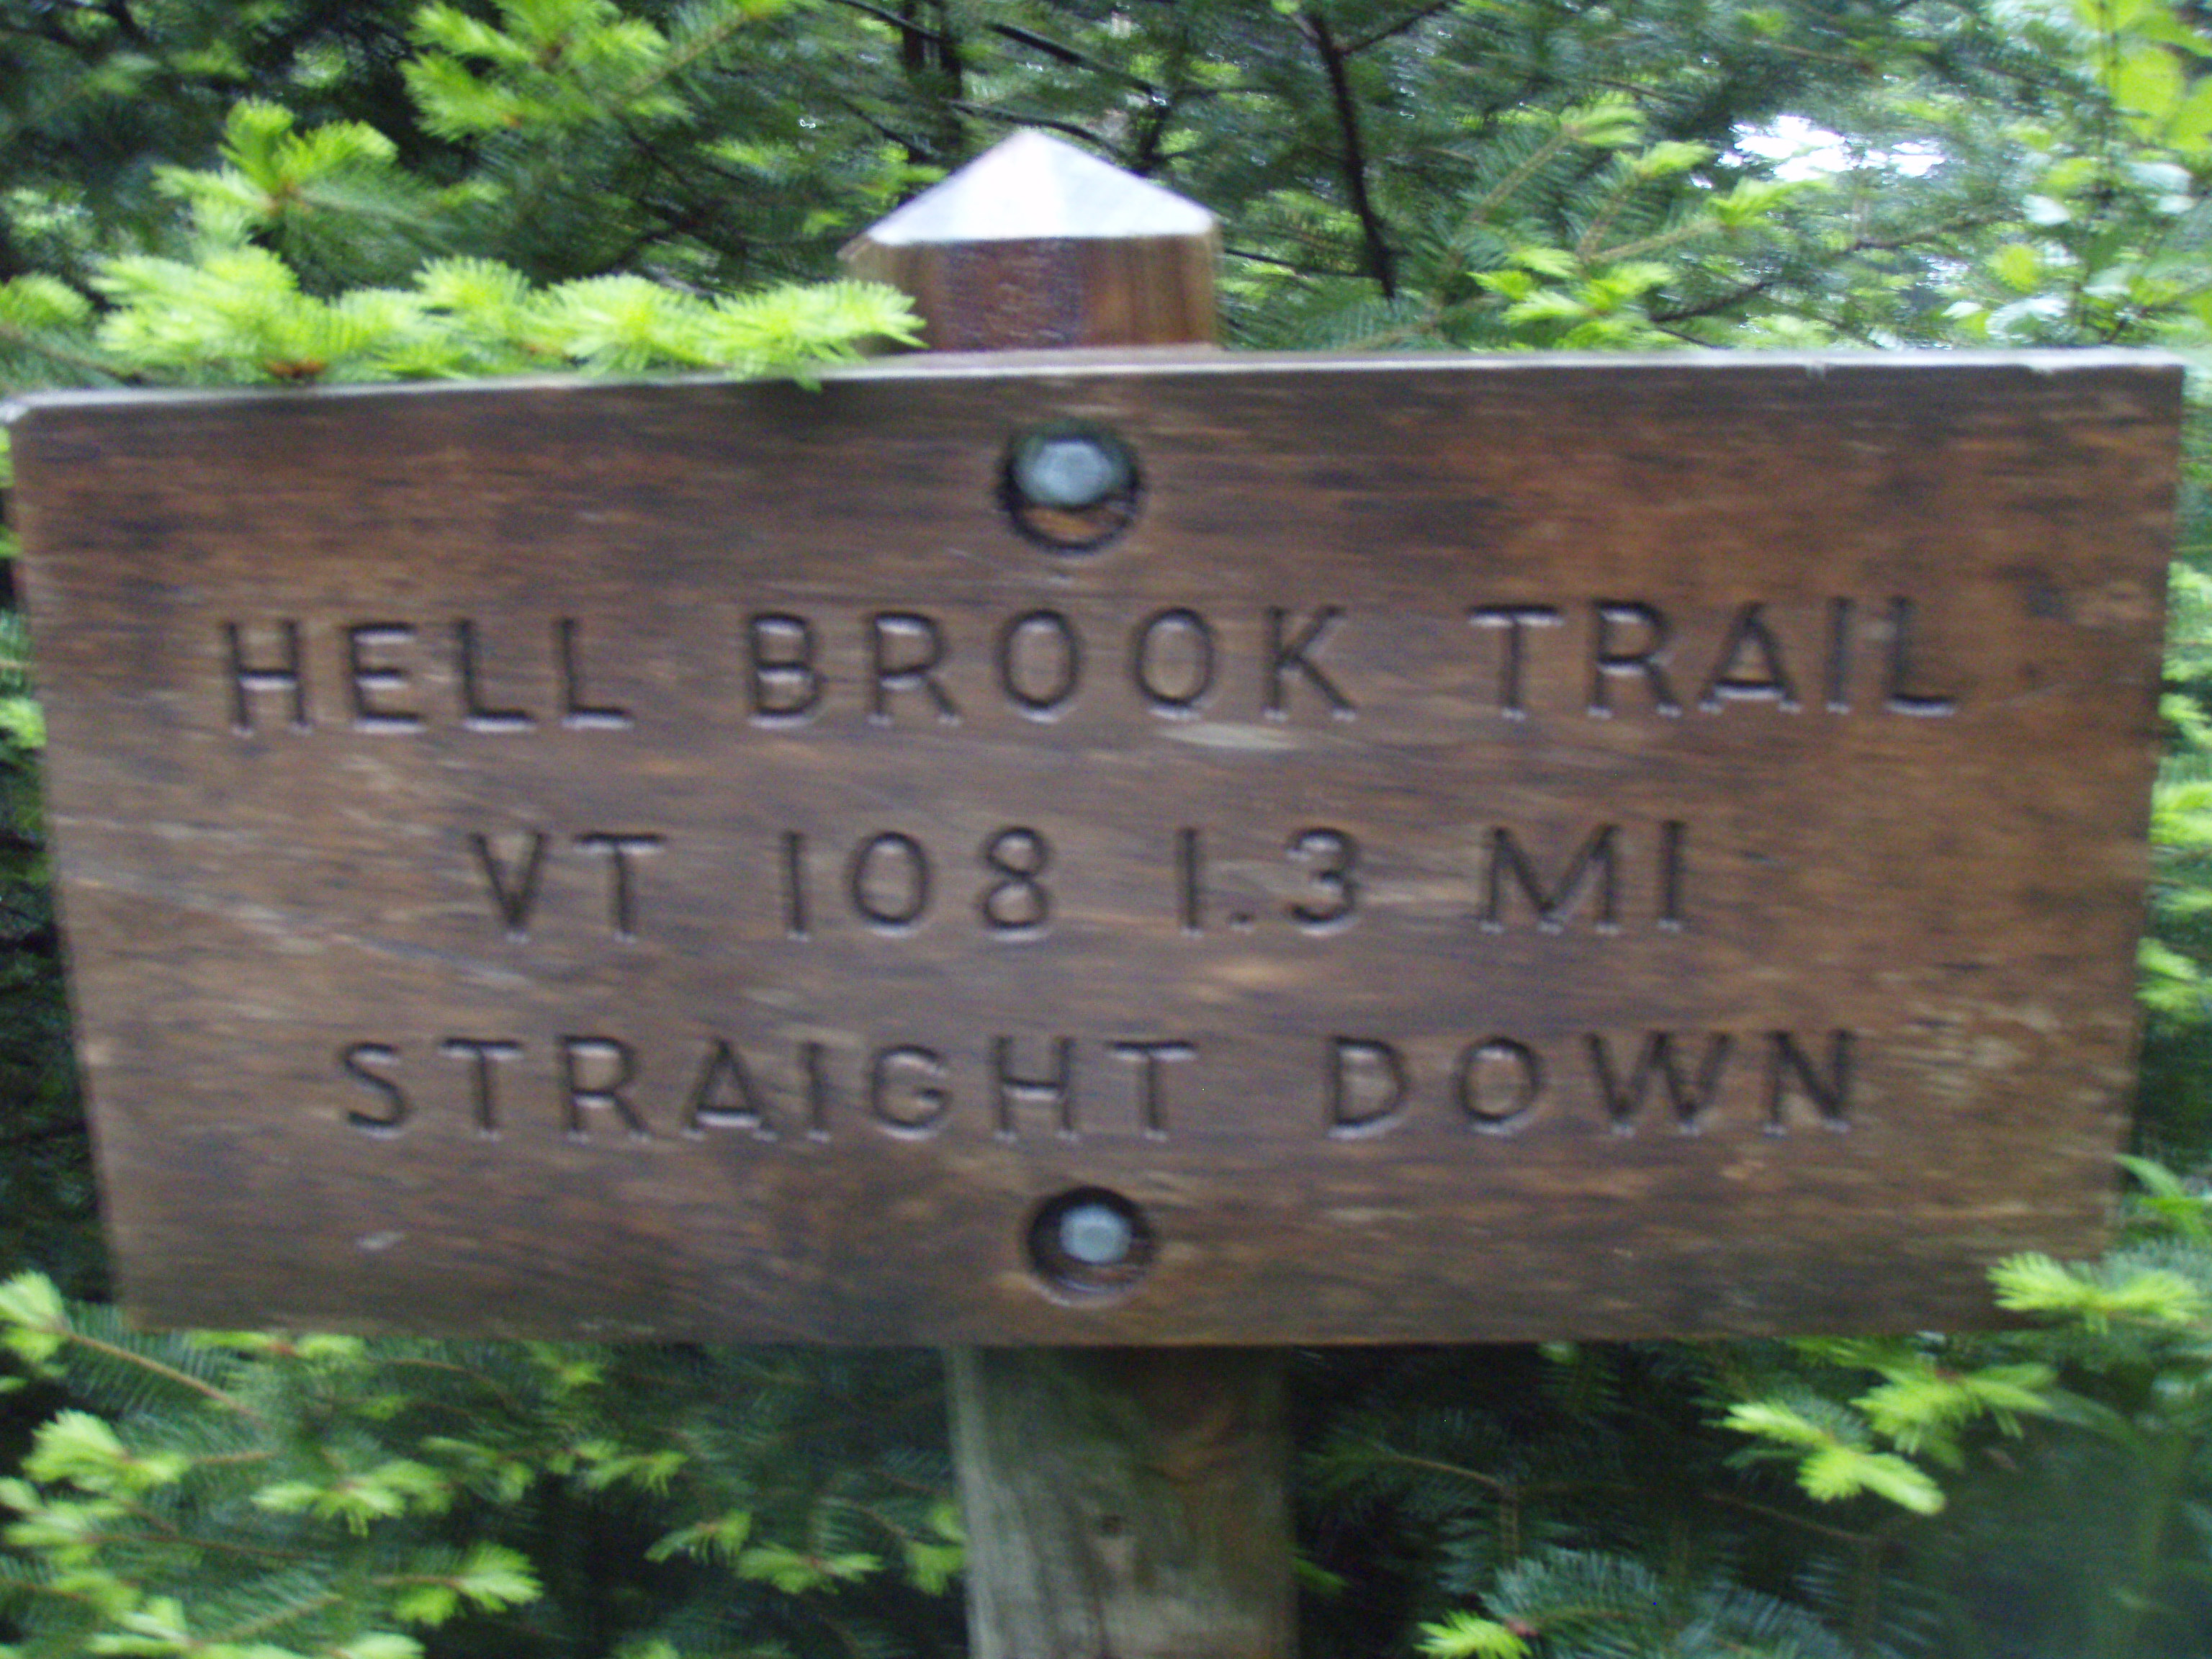 HELL BROOK TRAIL
VT 108 1.3 MI
STRAIGHT DOWN